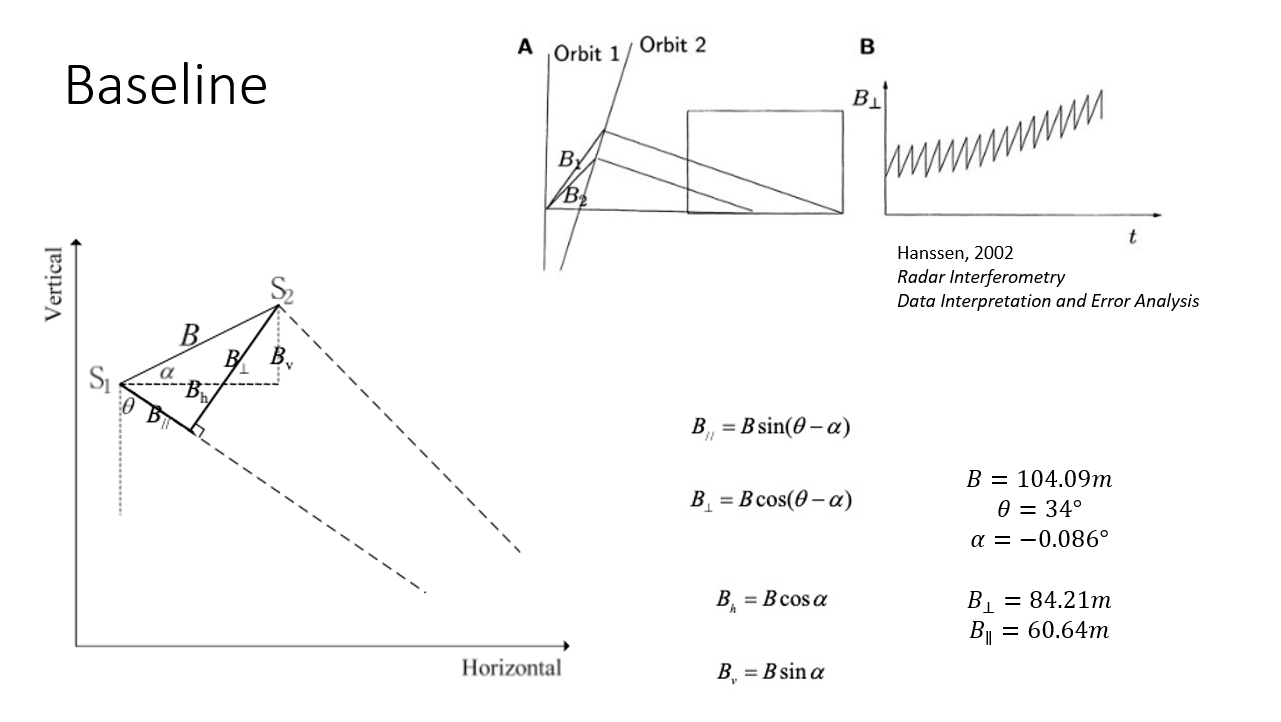 Baseline
A
Orbit 1
Orbit 2
B₁
B₂
B
B⊥
t
Hanssen, 2002
Radar Interferometry
Data Interpretation and Error Analysis
Vertical
S₂
B
B⊥
Bᵥ
S₁
α
Bₕ
θ
B//
Horizontal
B// = B sin(θ − α)
B⊥ = B cos(θ − α)
Bₕ = B cos α
Bᵥ = B sin α
B = 104.09m
θ = 34°
α = −0.086°
B⊥ = 84.21m
B∥ = 60.64m